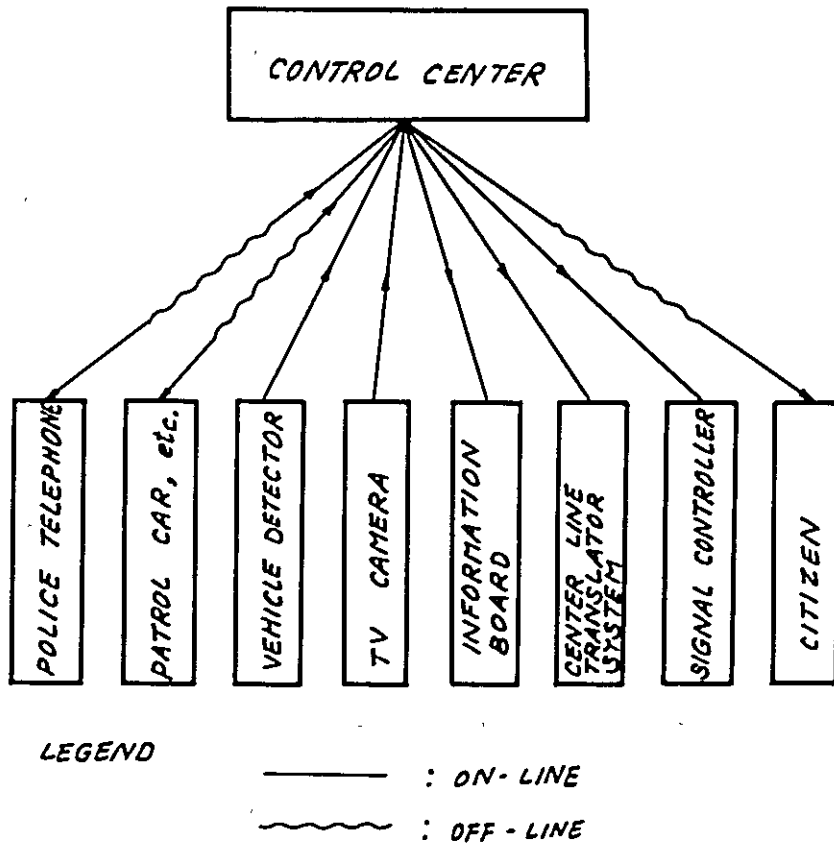 CONTROL CENTER
POLICE TELEPHONE
PATROL CAR, etc.
VEHICLE DETECTOR
TV CAMERA
INFORMATION
BOARD
CENTER LINE
TRANSLATOR
SYSTEM
SIGNAL CONTROLLER
CITIZEN
LEGEND
: ON-LINE
: OFF-LINE